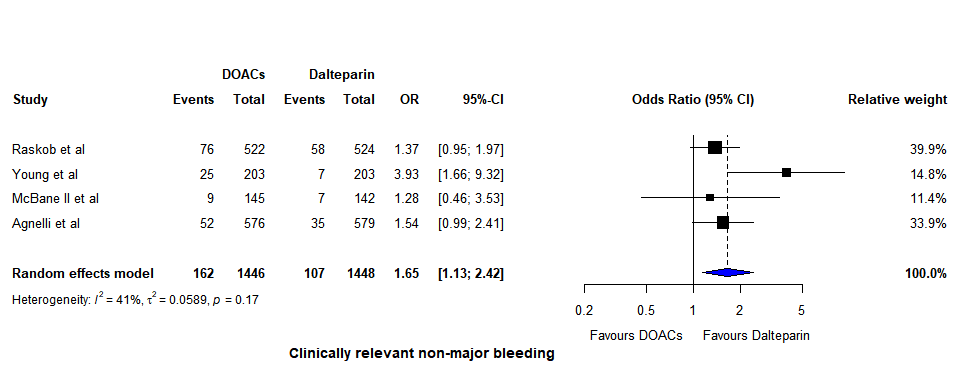 DOACs Dalteparin
Study Events Total Events Total OR 95%-CI Odds Ratio (95% CI) Relative weight
Raskob et al 76 522 58 524 1.37 [0.95; 1.97] 39.9%
Young et al 25 203 7 203 3.93 [1.66; 9.32] 14.8%
McBane II et al 9 145 7 142 1.28 [0.46; 3.53] 11.4%
Agnelli et al 52 576 35 579 1.54 [0.99; 2.41] 33.9%
Random effects model 162 1446 107 1448 1.65 [1.13; 2.42] 100.0%
Heterogeneity: I² = 41%, τ² = 0.0589, p = 0.17
0.2 0.5 1 2 5
Favours DOACs Favours Dalteparin
Clinically relevant non-major bleeding